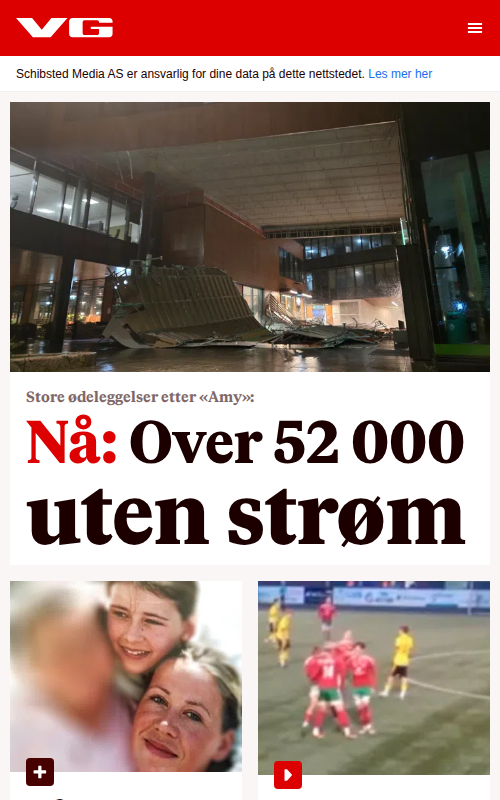 VG
Schibsted Media AS er ansvarlig for dine data på dette nettstedet. Les mer her
Store ødeleggelser etter «Amy»:
Nå: Over 52 000
uten strøm